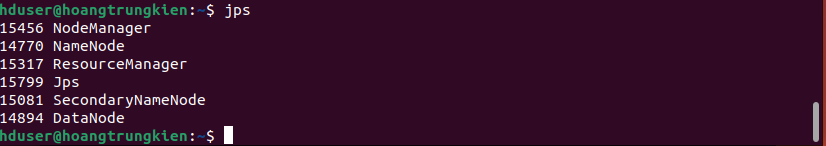 hduser@hoangtrungkien:~$ jps
15456 NodeManager
14770 NameNode
15317 ResourceManager
15799 Jps
15081 SecondaryNameNode
14894 DataNode
hduser@hoangtrungkien:~$